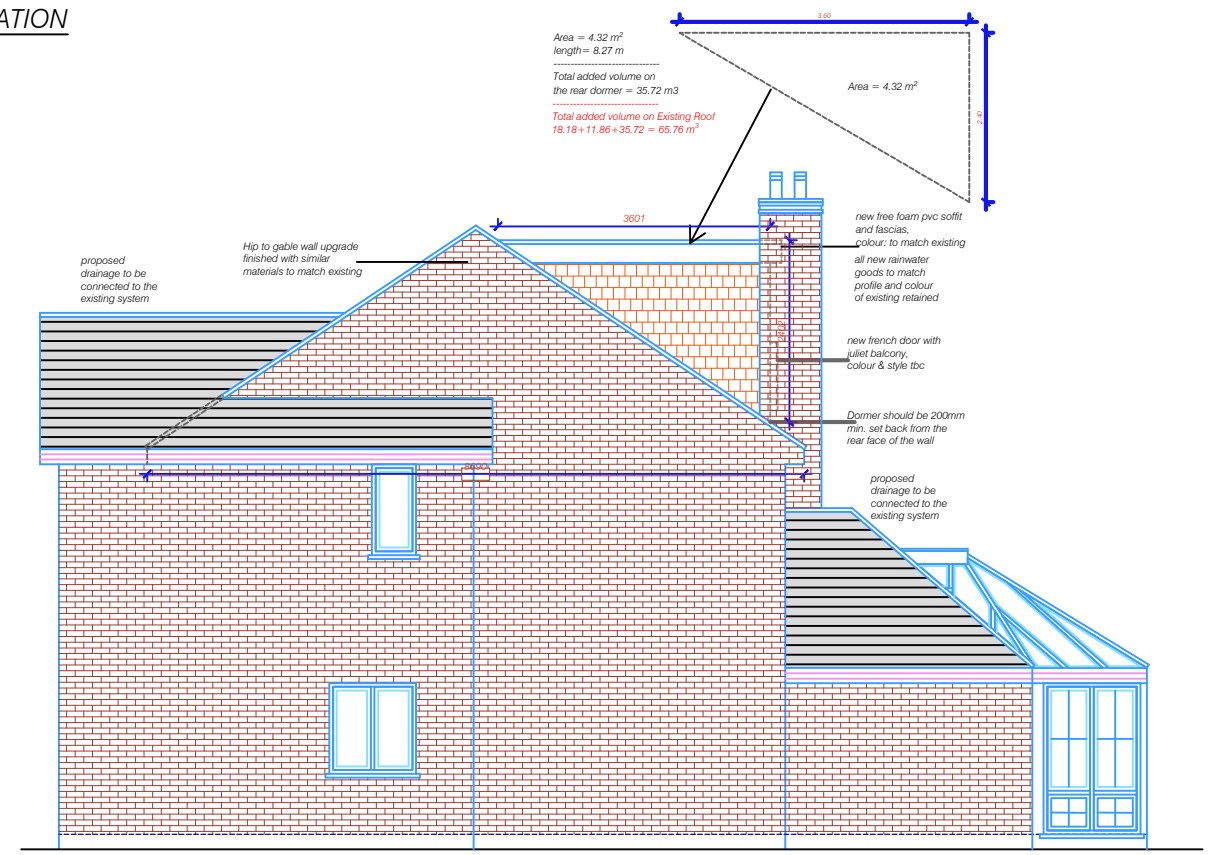 ATION
3.60
Area = 4.32 m²
length= 8.27 m
------------------------------
Total added volume on
the rear dormer = 35.72 m3
------------------------------
Total added volume on Existing Roof
18.18+11.86+35.72 = 65.76 m³
Area = 4.32 m²
2.40
3601
new free foam pvc soffit
and fascias,
colour: to match existing
all new rainwater
goods to match
profile and colour
of existing retained
Hip to gable wall upgrade
finished with similar
materials to match existing
proposed
drainage to be
connected to the
existing system
new french door with
juliet balcony,
colour & style tbc
Dormer should be 200mm
min. set back from the
rear face of the wall
proposed
drainage to be
connected to the
existing system